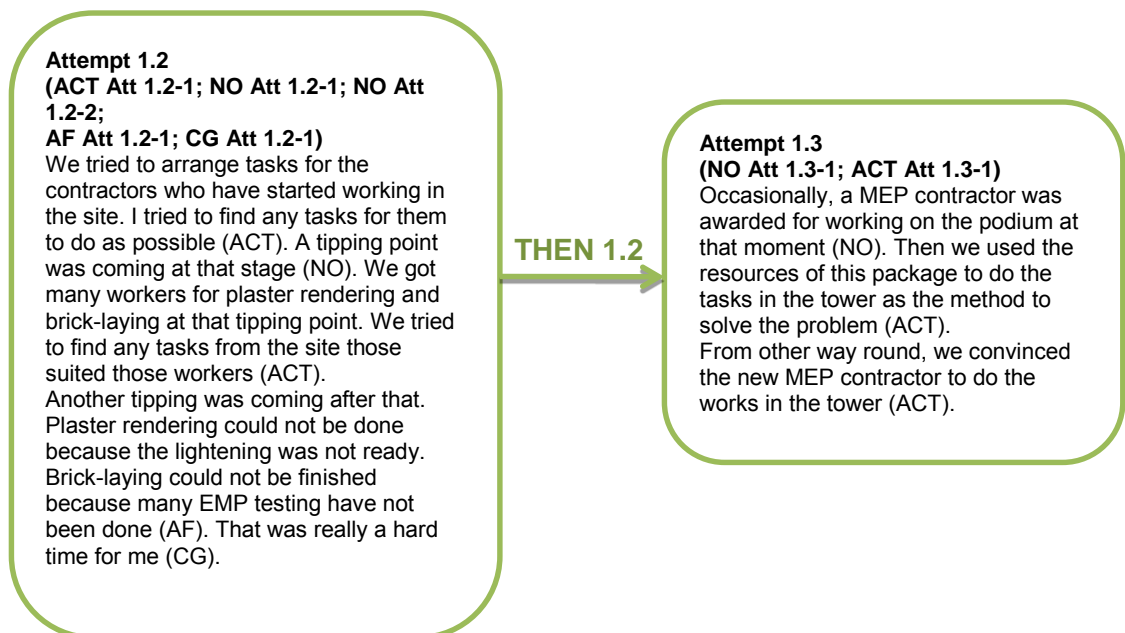 Attempt 1.2
(ACT Att 1.2-1; NO Att 1.2-1; NO Att
1.2-2;
AF Att 1.2-1; CG Att 1.2-1)
We tried to arrange tasks for the
contractors who have started working in
the site. I tried to find any tasks for them
to do as possible (ACT). A tipping point
was coming at that stage (NO). We got
many workers for plaster rendering and
brick-laying at that tipping point. We tried
to find any tasks from the site those
suited those workers (ACT).
Another tipping was coming after that.
Plaster rendering could not be done
because the lightening was not ready.
Brick-laying could not be finished
because many EMP testing have not
been done (AF). That was really a hard
time for me (CG).
THEN 1.2
Attempt 1.3
(NO Att 1.3-1; ACT Att 1.3-1)
Occasionally, a MEP contractor was
awarded for working on the podium at
that moment (NO). Then we used the
resources of this package to do the
tasks in the tower as the method to
solve the problem (ACT).
From other way round, we convinced
the new MEP contractor to do the
works in the tower (ACT).